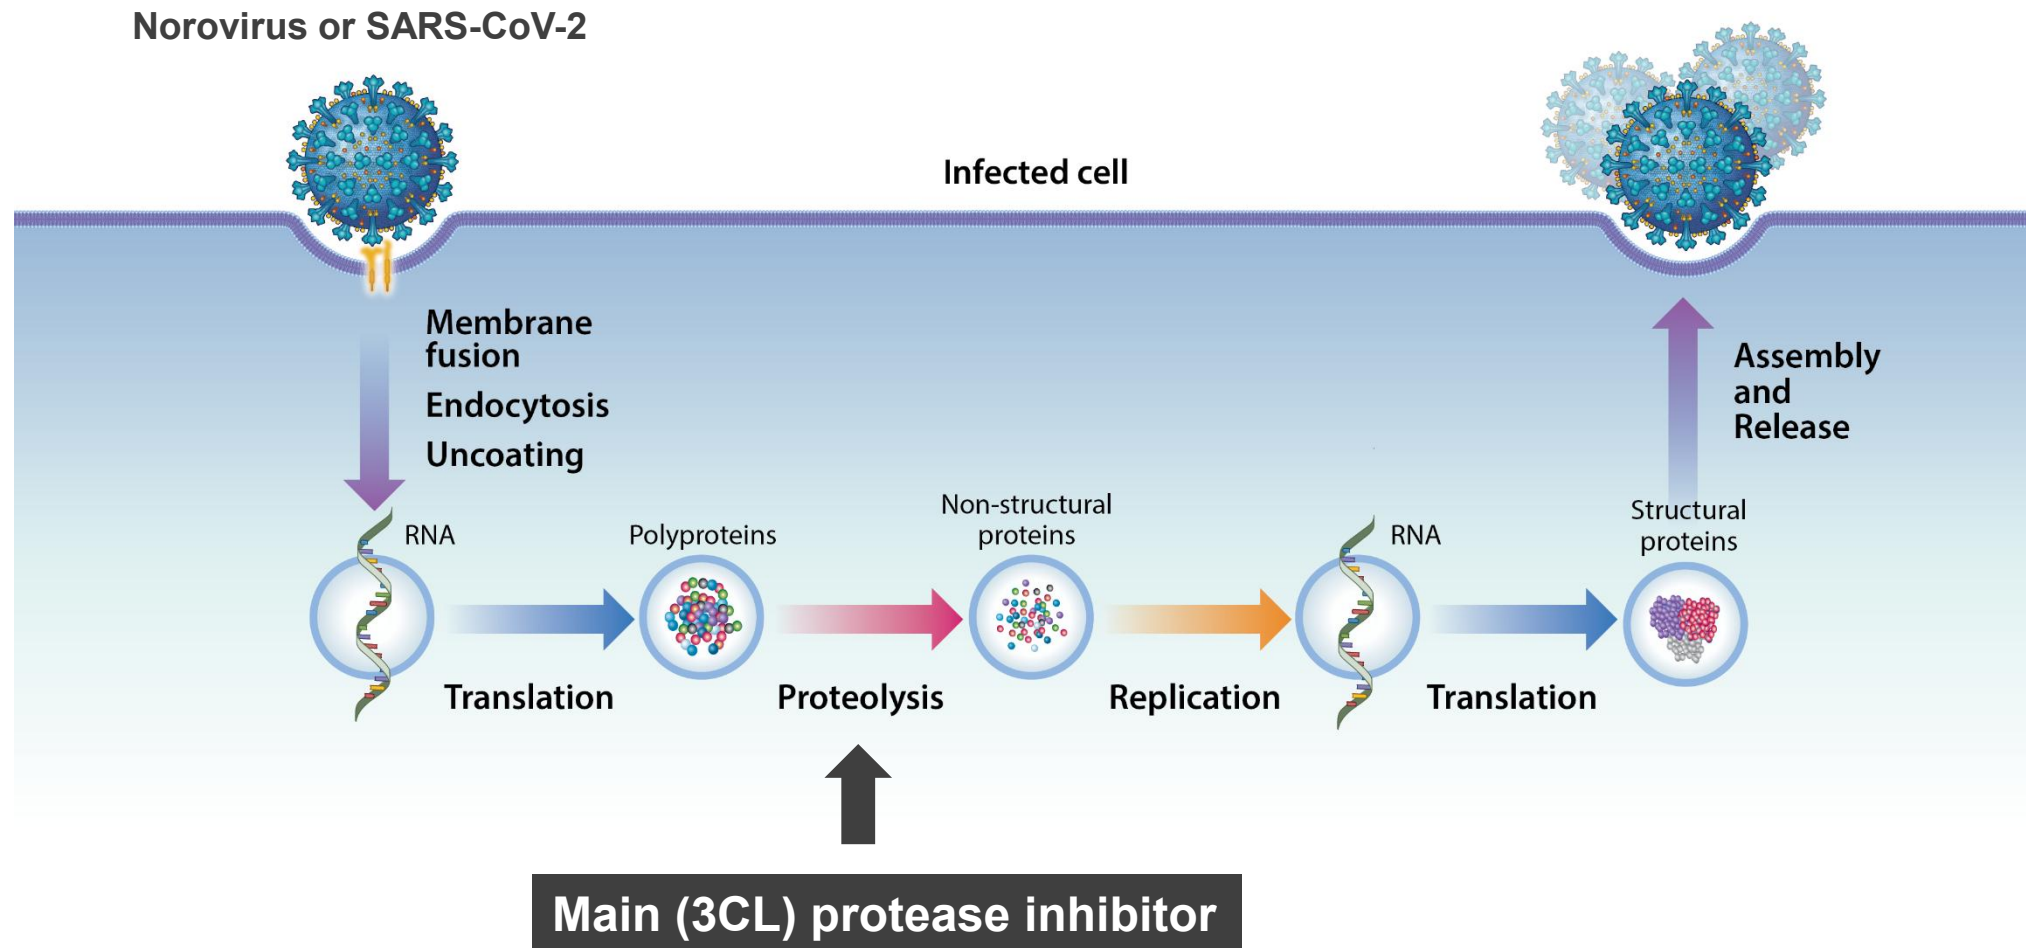 Norovirus or SARS-CoV-2
Infected cell
Membrane
fusion
Endocytosis
Uncoating
Assembly
and
Release
RNA
Polyproteins
Non-structural
proteins
RNA
Structural
proteins
Translation
Proteolysis
Replication
Translation
Main (3CL) protease inhibitor